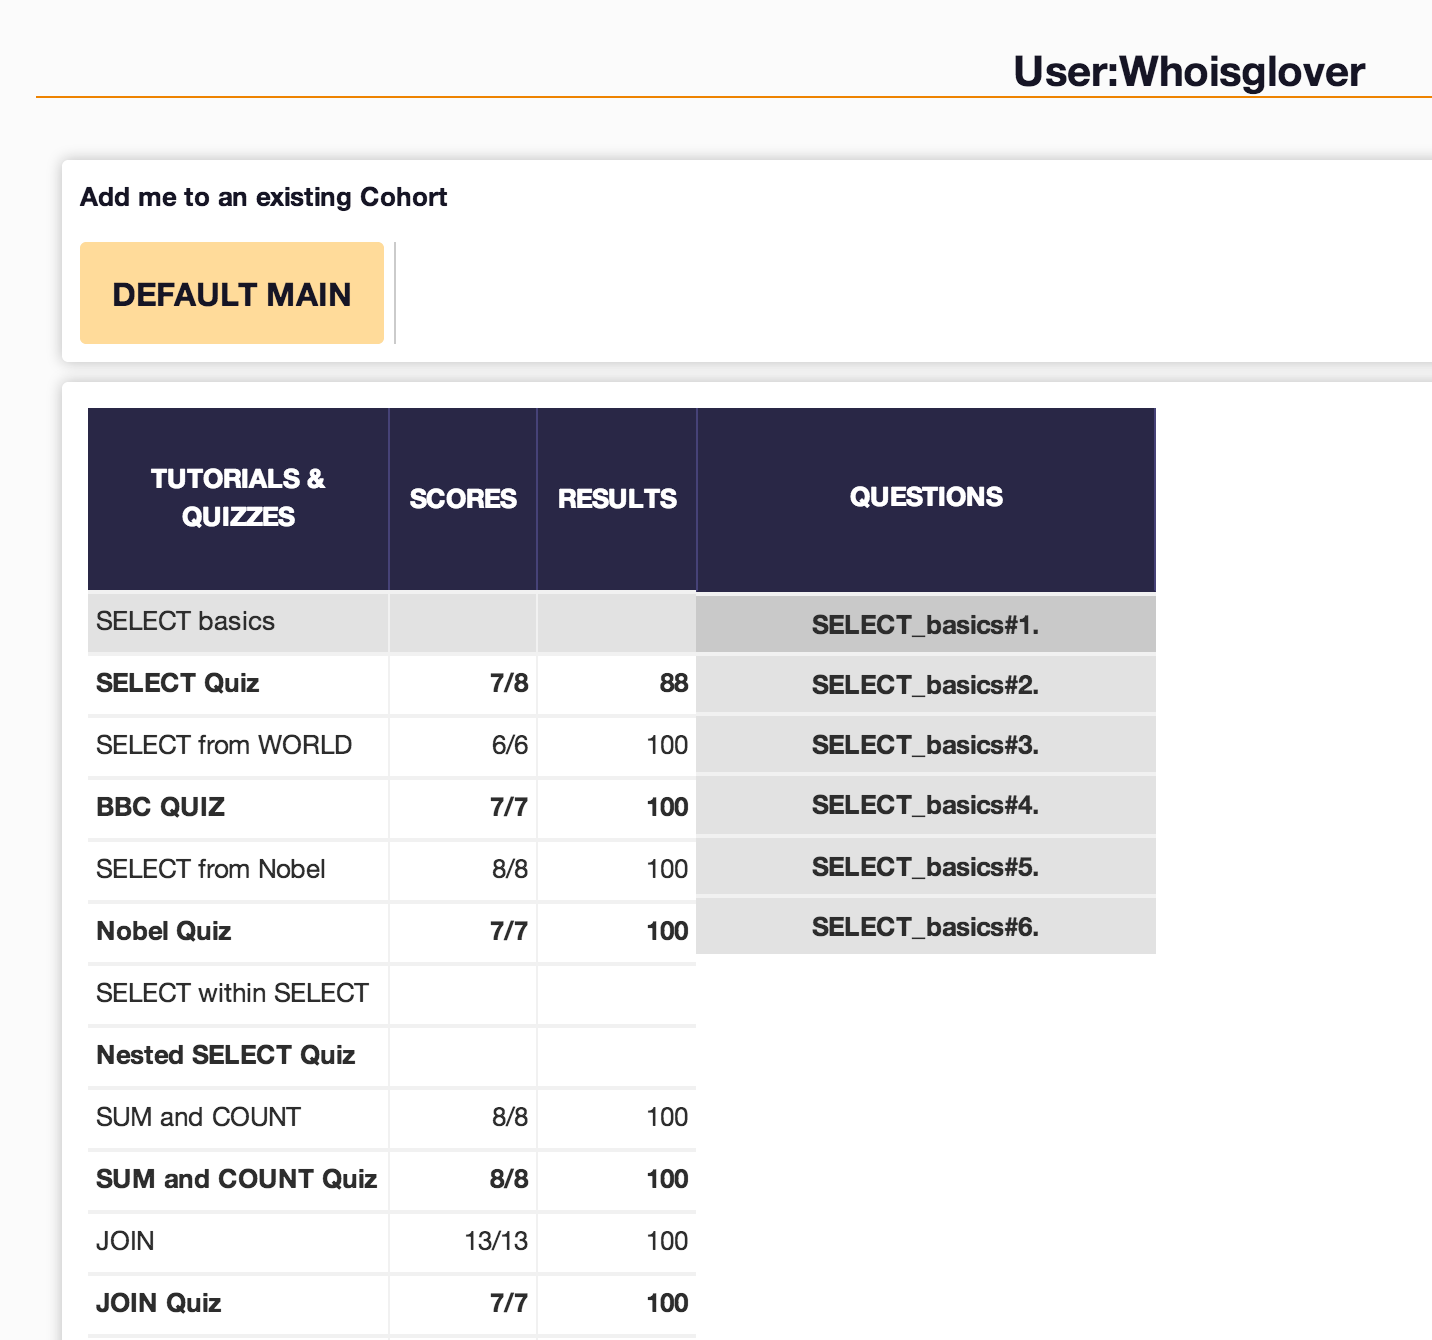 User:Whoisglover
Add me to an existing Cohort
DEFAULT MAIN
TUTORIALS &
QUIZZES
SCORES
RESULTS
QUESTIONS
SELECT basics
SELECT Quiz 7/8 88
SELECT from WORLD 6/6 100
BBC QUIZ 7/7 100
SELECT from Nobel 8/8 100
Nobel Quiz 7/7 100
SELECT within SELECT
Nested SELECT Quiz
SUM and COUNT 8/8 100
SUM and COUNT Quiz 8/8 100
JOIN 13/13 100
JOIN Quiz 7/7 100
SELECT_basics#1.
SELECT_basics#2.
SELECT_basics#3.
SELECT_basics#4.
SELECT_basics#5.
SELECT_basics#6.